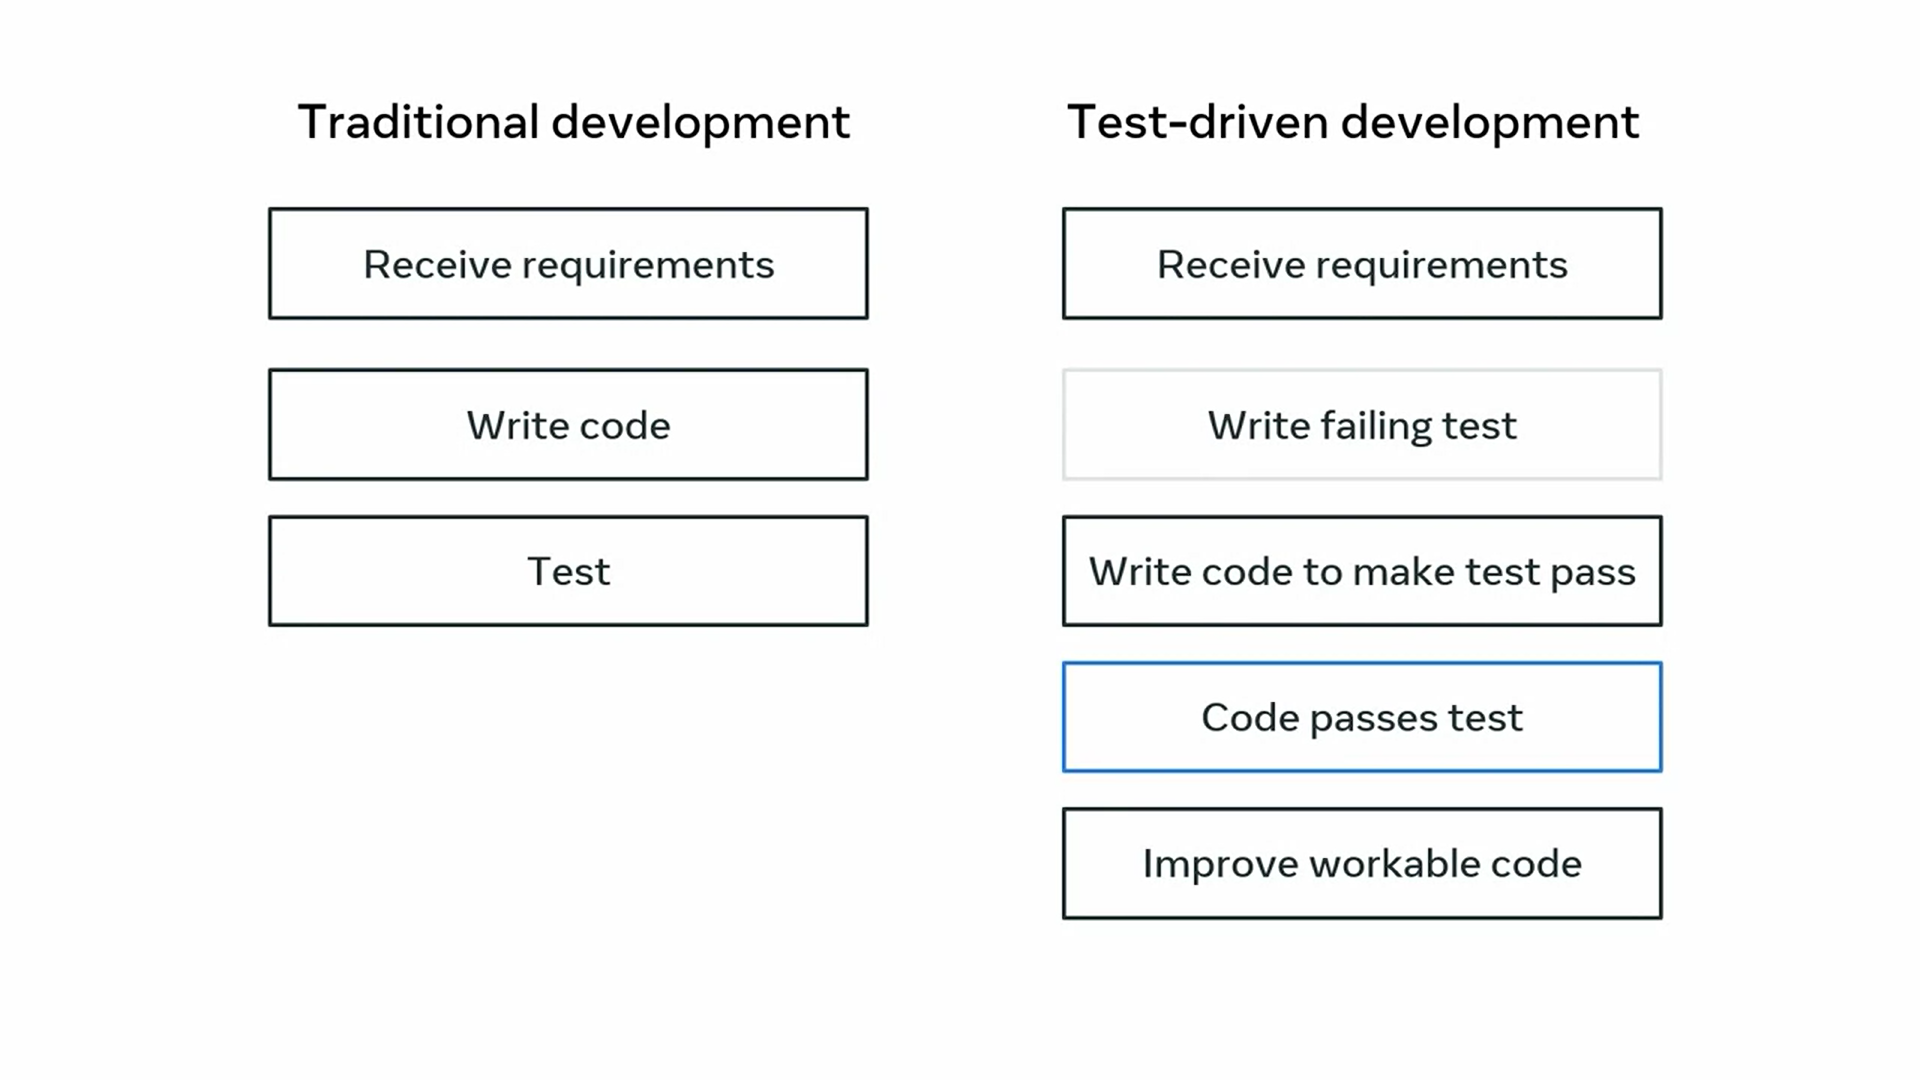 Traditional development
Receive requirements
Write code
Test
Test-driven development
Receive requirements
Write failing test
Write code to make test pass
Code passes test
Improve workable code